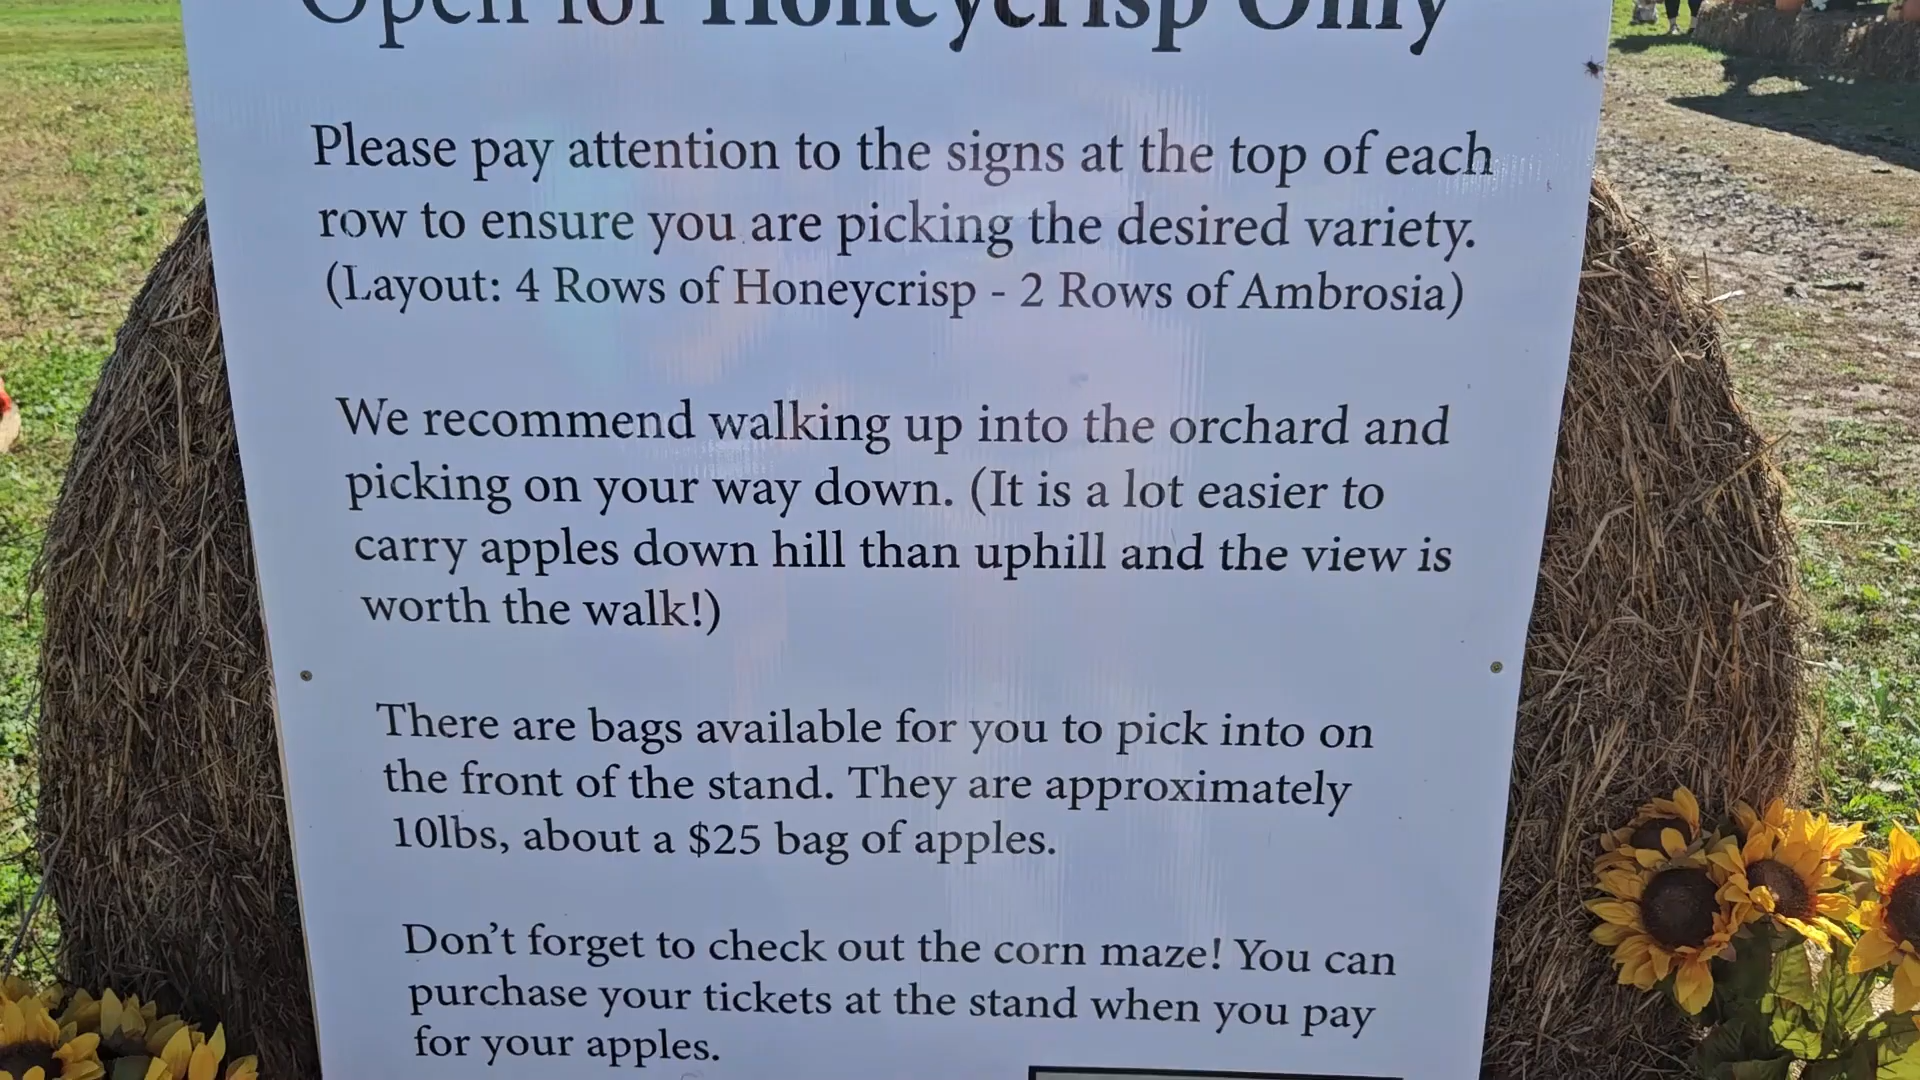 Open for Honeycrisp Only
Please pay attention to the signs at the top of each
row to ensure you are picking the desired variety.
(Layout: 4 Rows of Honeycrisp - 2 Rows of Ambrosia)
We recommend walking up into the orchard and
picking on your way down. (It is a lot easier to
carry apples down hill than uphill and the view is
worth the walk!)
There are bags available for you to pick into on
the front of the stand. They are approximately
10lbs, about a $25 bag of apples.
Don't forget to check out the corn maze! You can
purchase your tickets at the stand when you pay
for your apples.